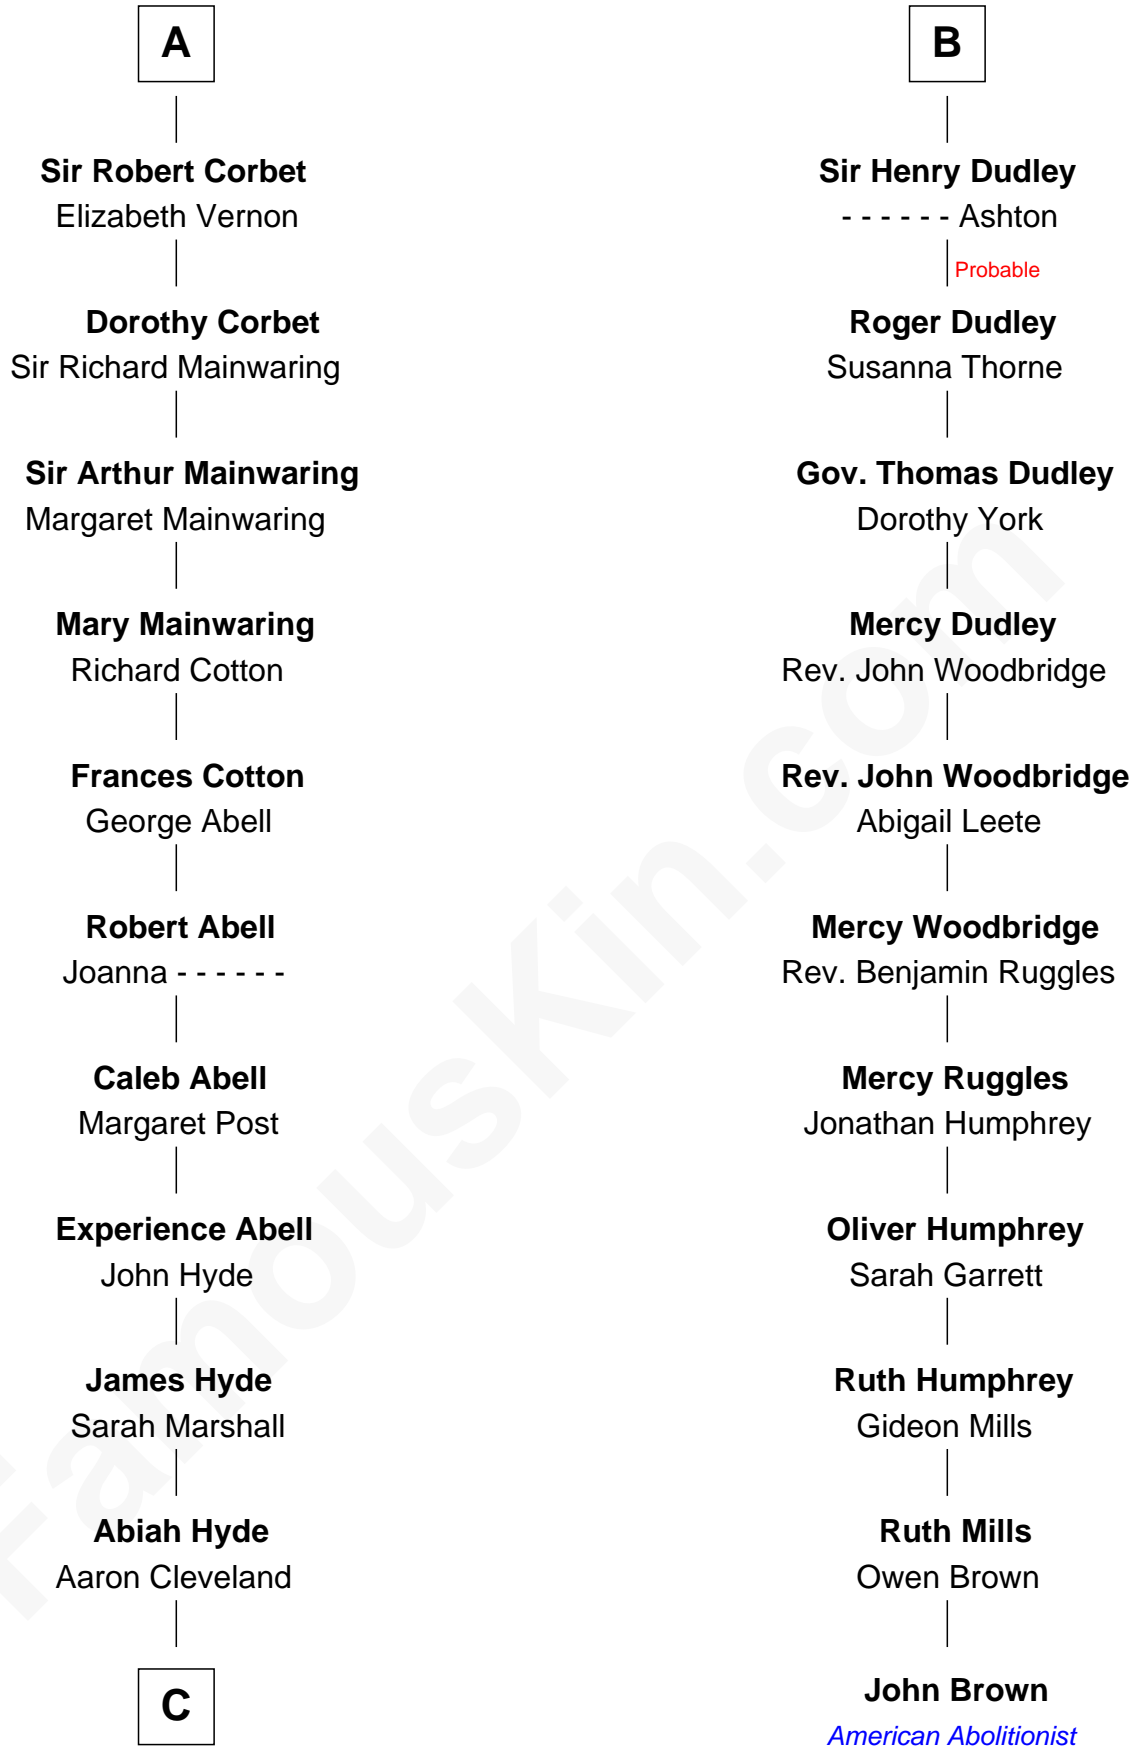 A
Sir Robert Corbet
Elizabeth Vernon
Dorothy Corbet
Sir Richard Mainwaring
Sir Arthur Mainwaring
Margaret Mainwaring
Mary Mainwaring
Richard Cotton
Frances Cotton
George Abell
Robert Abell
Joanna - - - - - -
Caleb Abell
Margaret Post
Experience Abell
John Hyde
James Hyde
Sarah Marshall
Abiah Hyde
Aaron Cleveland
C
B
Sir Henry Dudley
- - - - - - Ashton
Probable
Roger Dudley
Susanna Thorne
Gov. Thomas Dudley
Dorothy York
Mercy Dudley
Rev. John Woodbridge
Rev. John Woodbridge
Abigail Leete
Mercy Woodbridge
Rev. Benjamin Ruggles
Mercy Ruggles
Jonathan Humphrey
Oliver Humphrey
Sarah Garrett
Ruth Humphrey
Gideon Mills
Ruth Mills
Owen Brown
John Brown
American Abolitionist
FamousKin.com